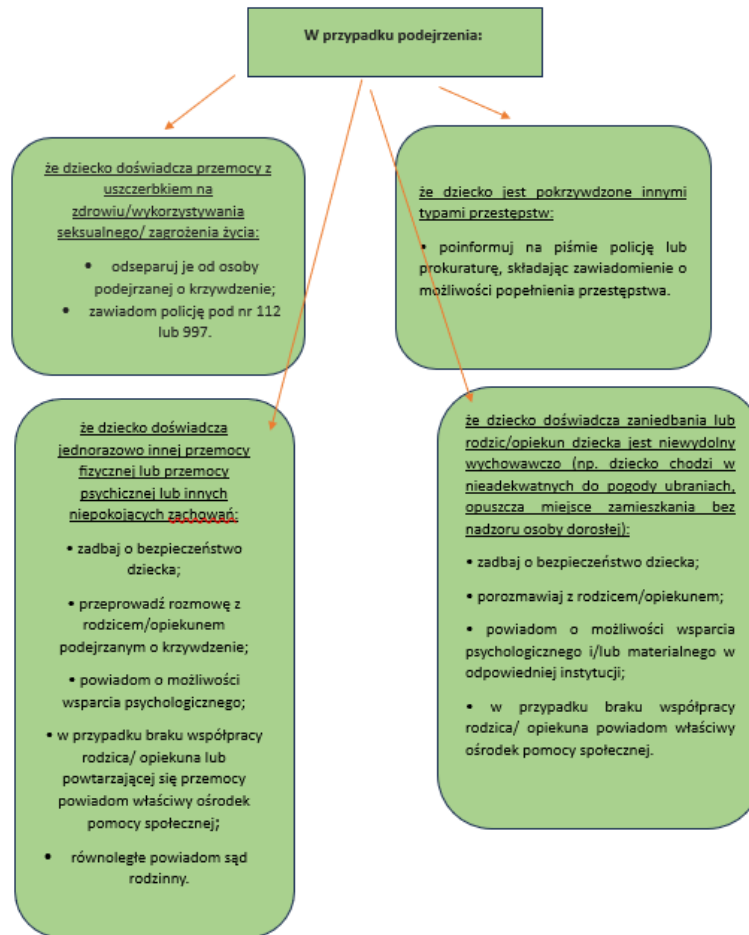 W przypadku podejrzenia:
że dziecko doświadcza przemocy z
uszczerbkiem na
zdrowiu/wykorzystywania
seksualnego/ zagrożenia życia:
• odseparuj je od osoby
podejrzanej o krzywdzenie;
• zawiadom policję pod nr 112
lub 997.
że dziecko jest pokrzywdzone innymi
typami przestępstw:
• poinformuj na piśmie policję lub
prokuraturę, składając zawiadomienie o
możliwości popełnienia przestępstwa.
że dziecko doświadcza
jednorazowo innej przemocy
fizycznej lub przemocy
psychicznej lub innych
niepokojących zachowań:
• zadbaj o bezpieczeństwo
dziecka;
• przeprowadź rozmowę z
rodzicem/opiekunem
podejrzanym o krzywdzenie;
• powiadom o możliwości
wsparcia psychologicznego;
• w przypadku braku współpracy
rodzica/ opiekuna lub
powtarzającej się przemocy
powiadom właściwy ośrodek
pomocy społecznej;
• równoległe powiadom sąd
rodzinny.
że dziecko doświadcza zaniedbania lub
rodzic/opiekun dziecka jest niewydolny
wychowawczo (np. dziecko chodzi w
nieadekwatnych do pogody ubraniach,
opuszcza miejsce zamieszkania bez
nadzoru osoby dorosłej):
• zadbaj o bezpieczeństwo dziecka;
• porozmawiaj z rodzicem/opiekunem;
• powiadom o możliwości wsparcia
psychologicznego i/lub materialnego w
odpowiedniej instytucji;
• w przypadku braku współpracy
rodzica/ opiekuna powiadom właściwy
ośrodek pomocy społecznej.